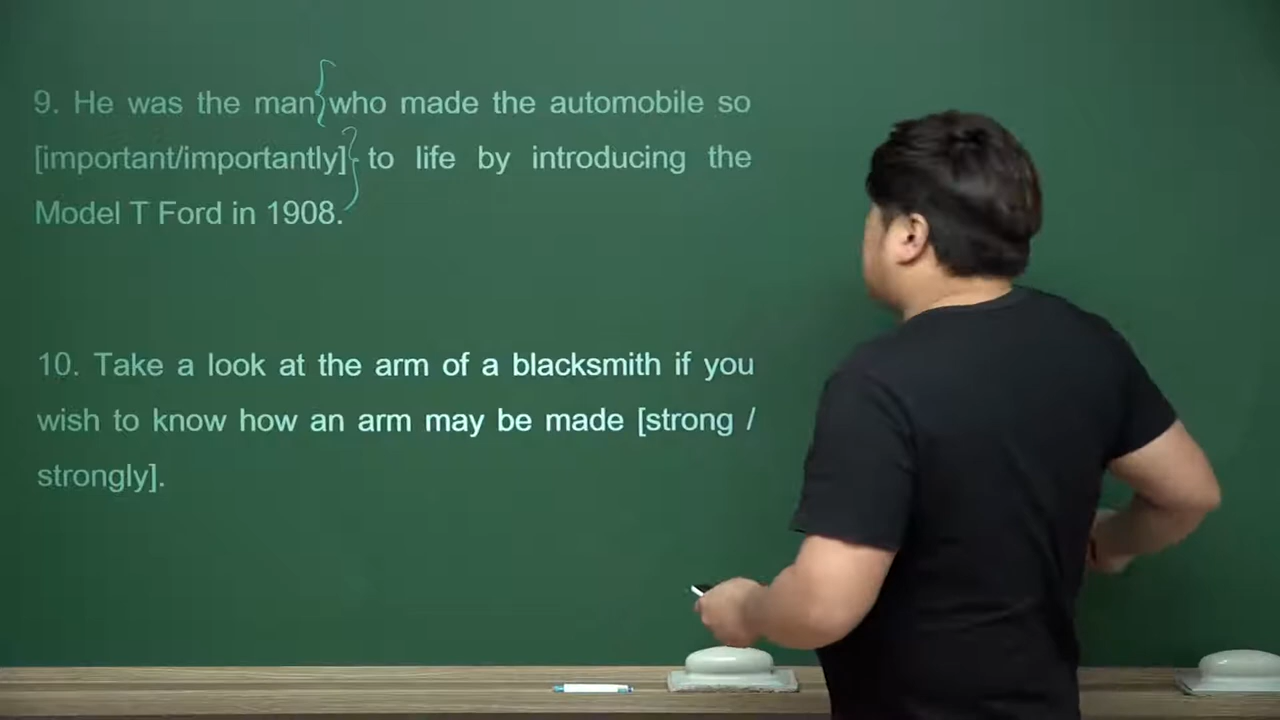 9. He was the man who made the automobile so
[important/importantly] to life by introducing the
Model T Ford in 1908.
10. Take a look at the arm of a blacksmith if you
wish to know how an arm may be made [strong /
strongly].